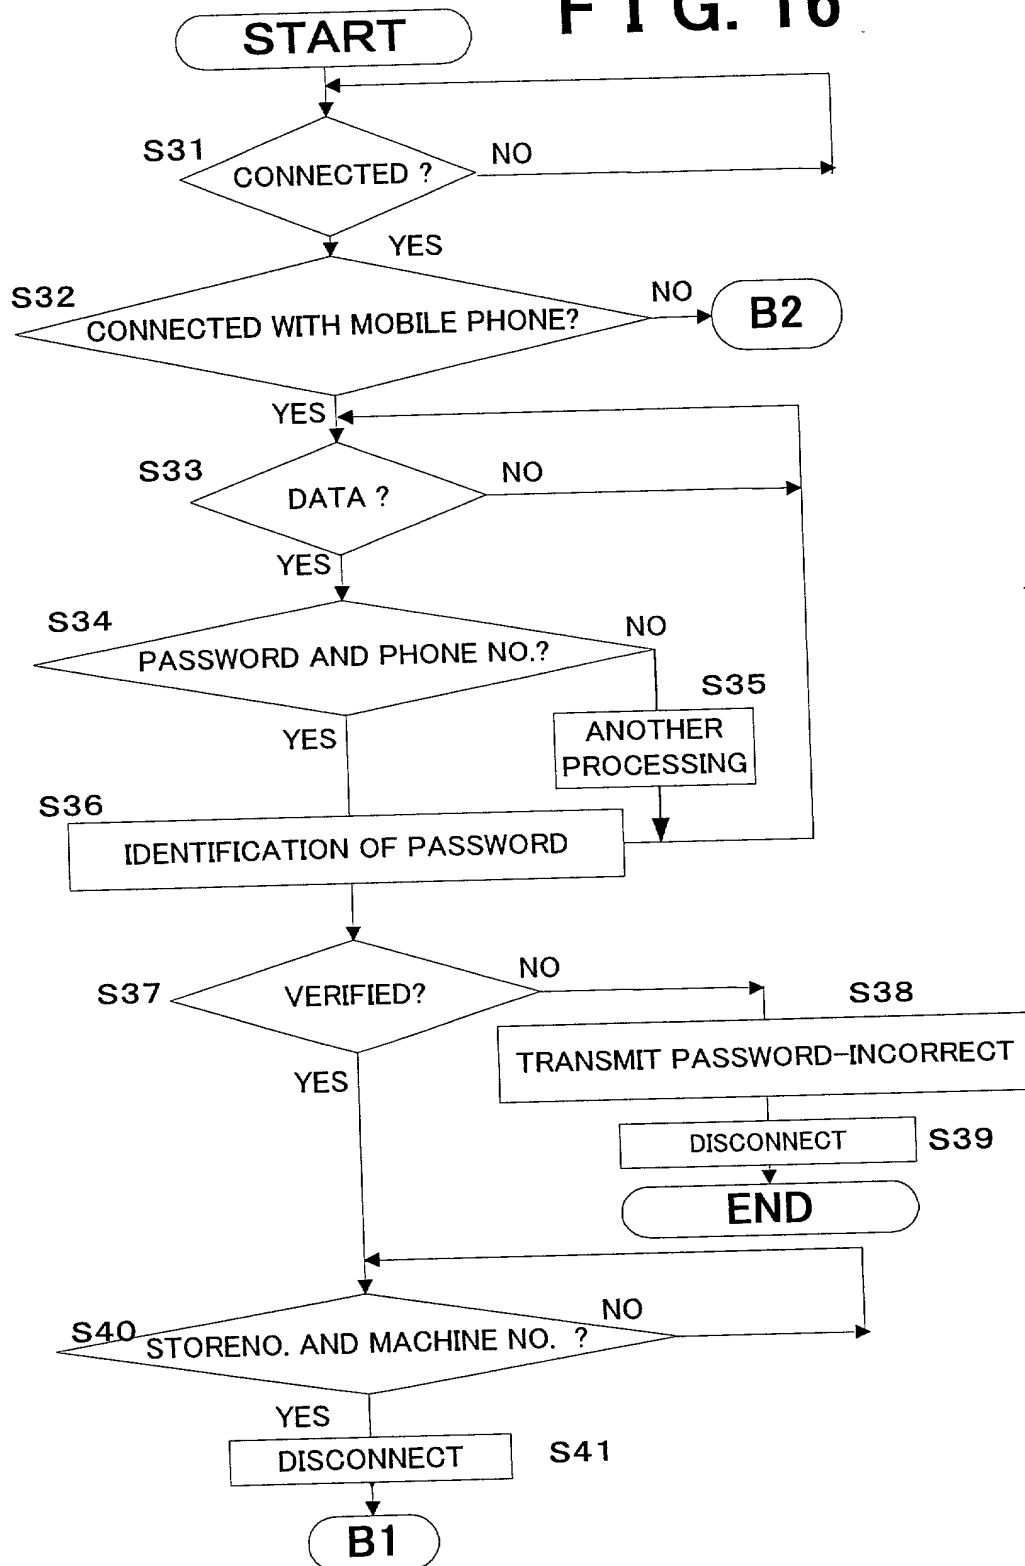 FIG. 16
START
S31
CONNECTED ?
NO
YES
S32
CONNECTED WITH MOBILE PHONE?
NO
B2
YES
S33
DATA ?
NO
YES
S34
PASSWORD AND PHONE NO.?
NO
YES
S35
ANOTHER
PROCESSING
S36
IDENTIFICATION OF PASSWORD
S37
VERIFIED?
NO
YES
S38
TRANSMIT PASSWORD-INCORRECT
DISCONNECT
S39
END
S40
STORENO. AND MACHINE NO. ?
NO
YES
DISCONNECT
S41
B1